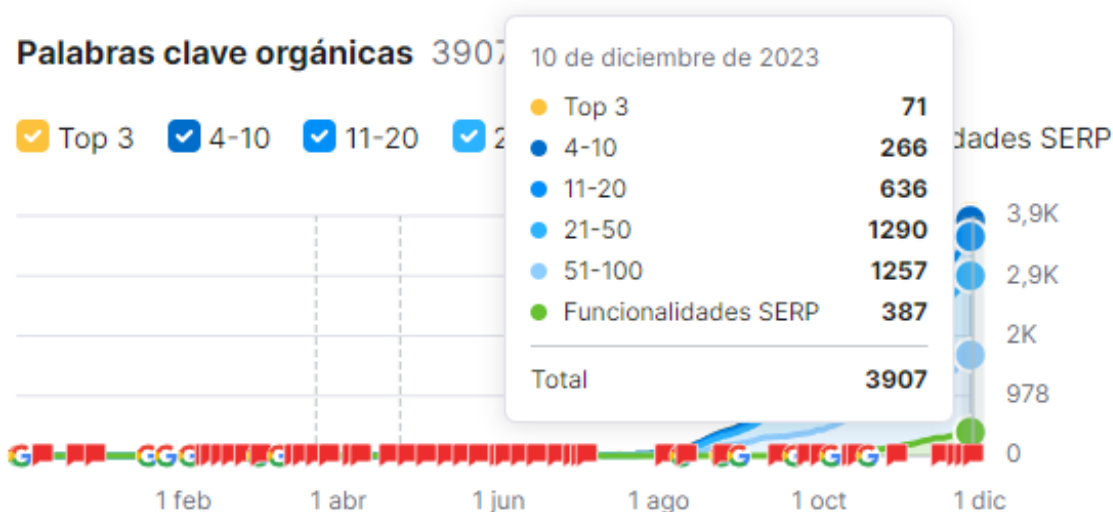 Palabras clave orgánicas 3907
10 de diciembre de 2023
Top 3 71
4-10 266
11-20 636
21-50 1290
51-100 1257
Funcionalidades SERP 387
Total 3907
Top 3 4-10 11-20 2 dades SERP
3,9K
2,9K
2K
978
0
1 feb 1 abr 1 jun 1 ago 1 oct 1 dic